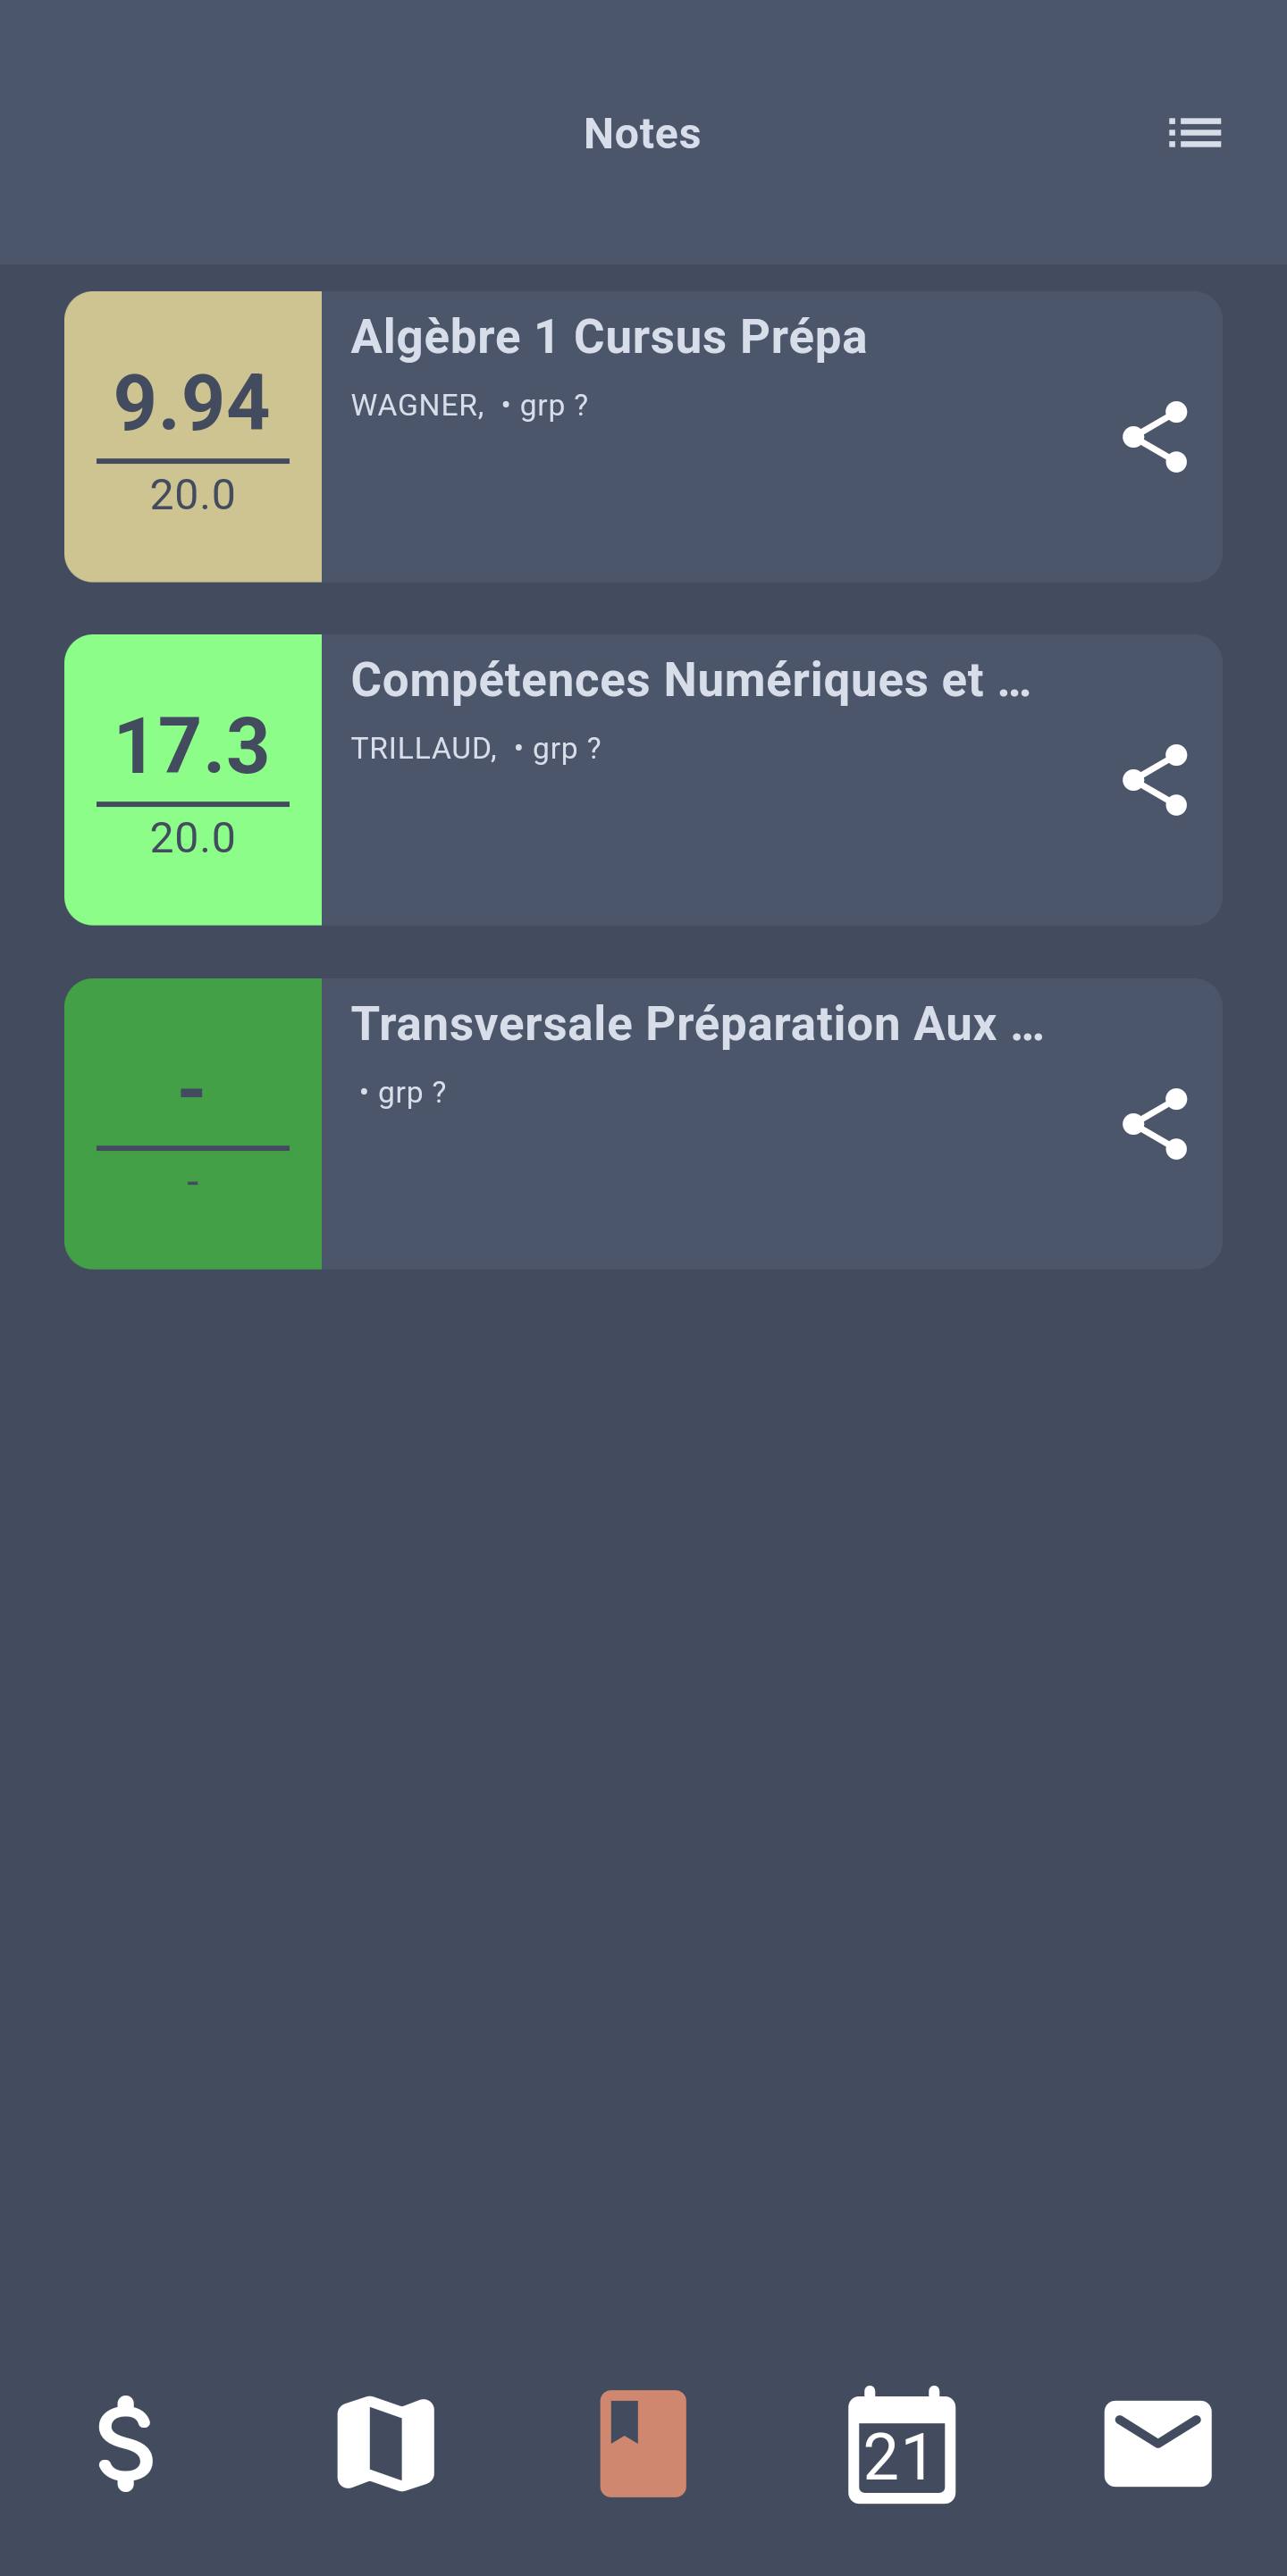 Notes
9.94
20.0
Algèbre 1 Cursus Prépa
WAGNER,  • grp ?
17.3
20.0
Compétences Numériques et ...
TRILLAUD,  • grp ?
-
-
Transversale Préparation Aux ...
• grp ?
21